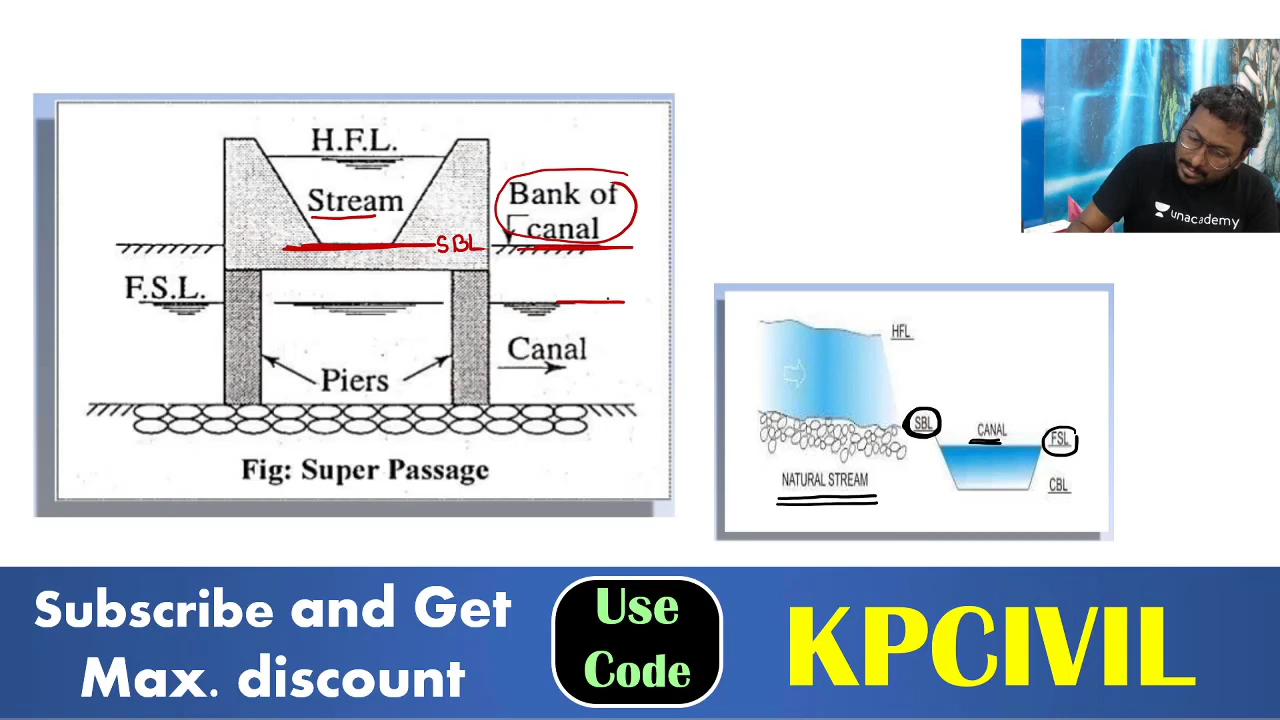 H.F.L.
Stream
Bank of
canal
SBL
F.S.L.
Canal
Piers
Fig: Super Passage
unacademy
HFL
SBL
CANAL
FSL
NATURAL STREAM
CBL
Subscribe and Get
Max. discount
Use
Code
KPCIVIL